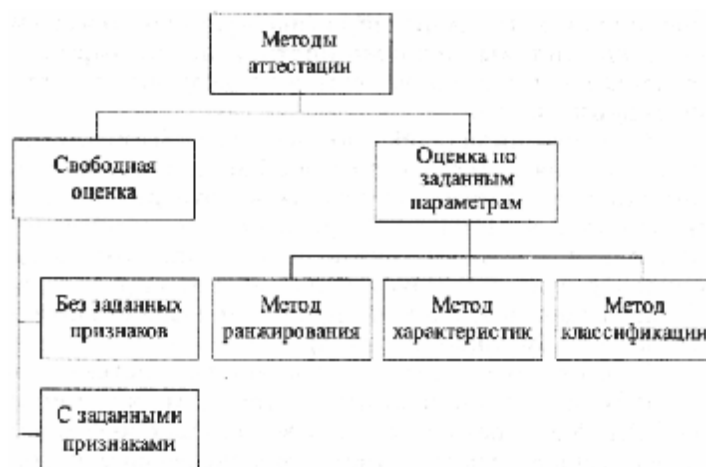 Методы
аттестации
Свободная
оценка
Оценка по
заданным
параметрам
Без заданных
признаков
Метод
ранжирования
Метод
характеристик
Метод
классификации
С заданными
признаками